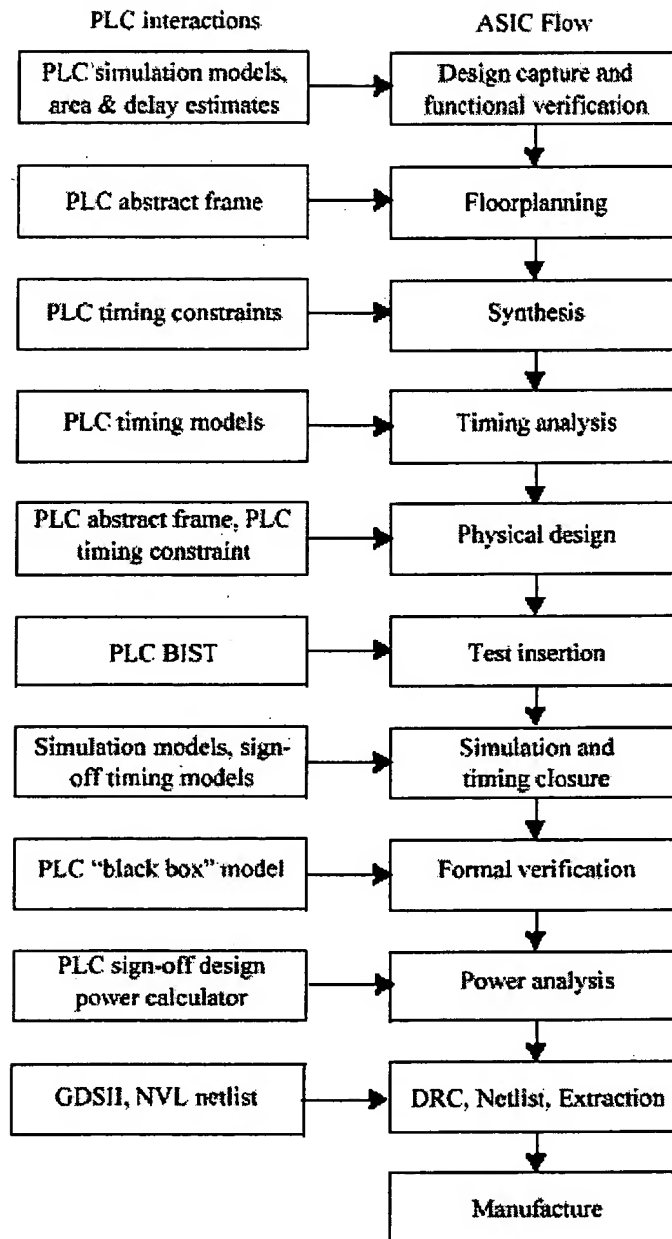 PLC interactions
ASIC Flow
PLC simulation models,
area & delay estimates
Design capture and
functional verification
PLC abstract frame
Floorplanning
PLC timing constraints
Synthesis
PLC timing models
Timing analysis
PLC abstract frame, PLC
timing constraint
Physical design
PLC BIST
Test insertion
Simulation models, sign-
off timing models
Simulation and
timing closure
PLC “black box” model
Formal verification
PLC sign-off design
power calculator
Power analysis
GDSII, NVL netlist
DRC, Netlist, Extraction
Manufacture